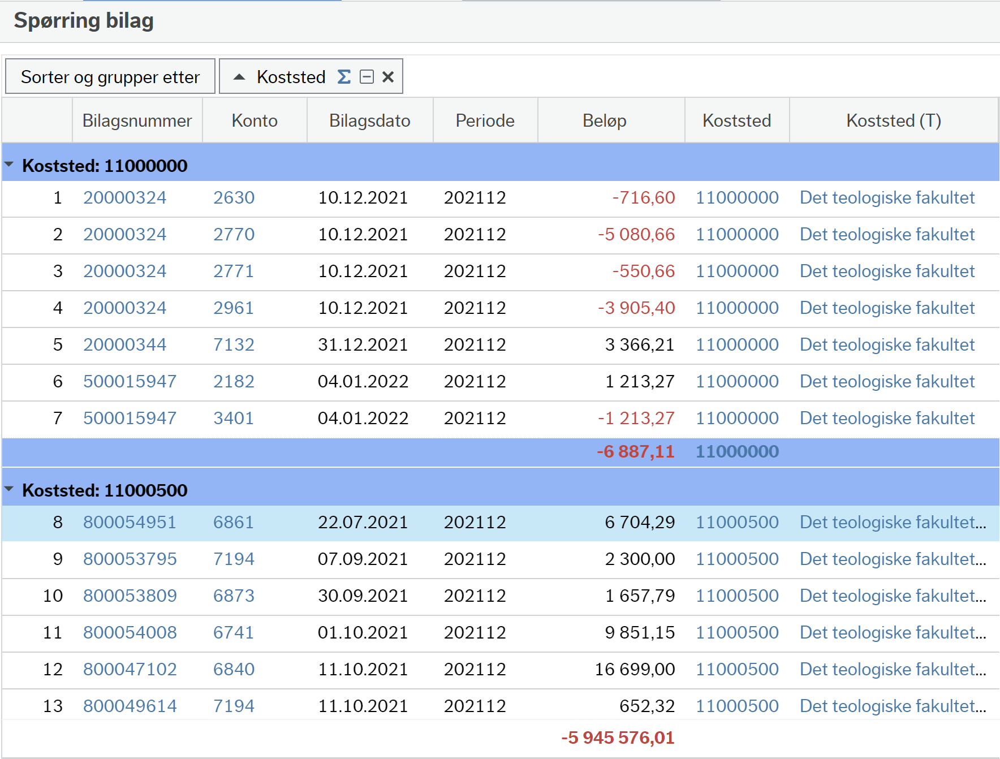 Spørring bilag
Sorter og grupper etter Koststed Σ
Bilagsnummer Konto Bilagsdato Periode Beløp Koststed Koststed (T)
Koststed: 11000000
1 20000324 2630 10.12.2021 202112 -716,60 11000000 Det teologiske fakultet
2 20000324 2770 10.12.2021 202112 -5 080,66 11000000 Det teologiske fakultet
3 20000324 2771 10.12.2021 202112 -550,66 11000000 Det teologiske fakultet
4 20000324 2961 10.12.2021 202112 -3 905,40 11000000 Det teologiske fakultet
5 20000344 7132 31.12.2021 202112 3 366,21 11000000 Det teologiske fakultet
6 500015947 2182 04.01.2022 202112 1 213,27 11000000 Det teologiske fakultet
7 500015947 3401 04.01.2022 202112 -1 213,27 11000000 Det teologiske fakultet
-6 887,11 11000000
Koststed: 11000500
8 800054951 6861 22.07.2021 202112 6 704,29 11000500 Det teologiske fakultet...
9 800053795 7194 07.09.2021 202112 2 300,00 11000500 Det teologiske fakultet...
10 800053809 6873 30.09.2021 202112 1 657,79 11000500 Det teologiske fakultet...
11 800054008 6741 01.10.2021 202112 9 851,15 11000500 Det teologiske fakultet...
12 800047102 6840 11.10.2021 202112 16 699,00 11000500 Det teologiske fakultet...
13 800049614 7194 11.10.2021 202112 652,32 11000500 Det teologiske fakultet...
-5 945 576,01